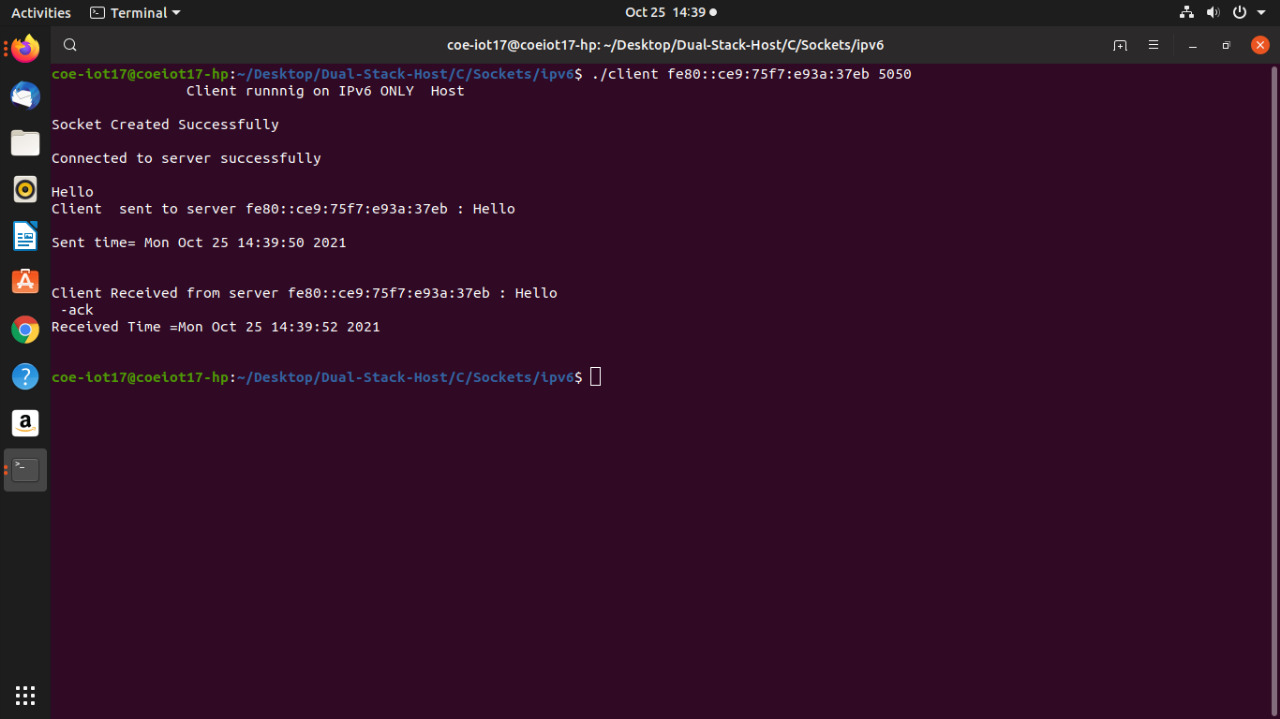 Activities Terminal Oct 25 14:39
coe-iot17@coeiot17-hp: ~/Desktop/Dual-Stack-Host/C/Sockets/ipv6
coe-iot17@coeiot17-hp:~/Desktop/Dual-Stack-Host/C/Sockets/ipv6$ ./client fe80::ce9:75f7:e93a:37eb 5050
Client runnnig on IPv6 ONLY  Host
Socket Created Successfully
Connected to server successfully
Hello
Client  sent to server fe80::ce9:75f7:e93a:37eb : Hello
Sent time= Mon Oct 25 14:39:50 2021
Client Received from server fe80::ce9:75f7:e93a:37eb : Hello
-ack
Received Time =Mon Oct 25 14:39:52 2021
coe-iot17@coeiot17-hp:~/Desktop/Dual-Stack-Host/C/Sockets/ipv6$